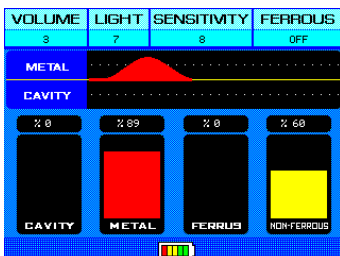 VOLUME LIGHT SENSITIVITY FERROUS
3 7 8 OFF
METAL
CAVITY
% 0 % 89 % 0 % 60
CAVITY METAL FERRUS NON-FERROUS